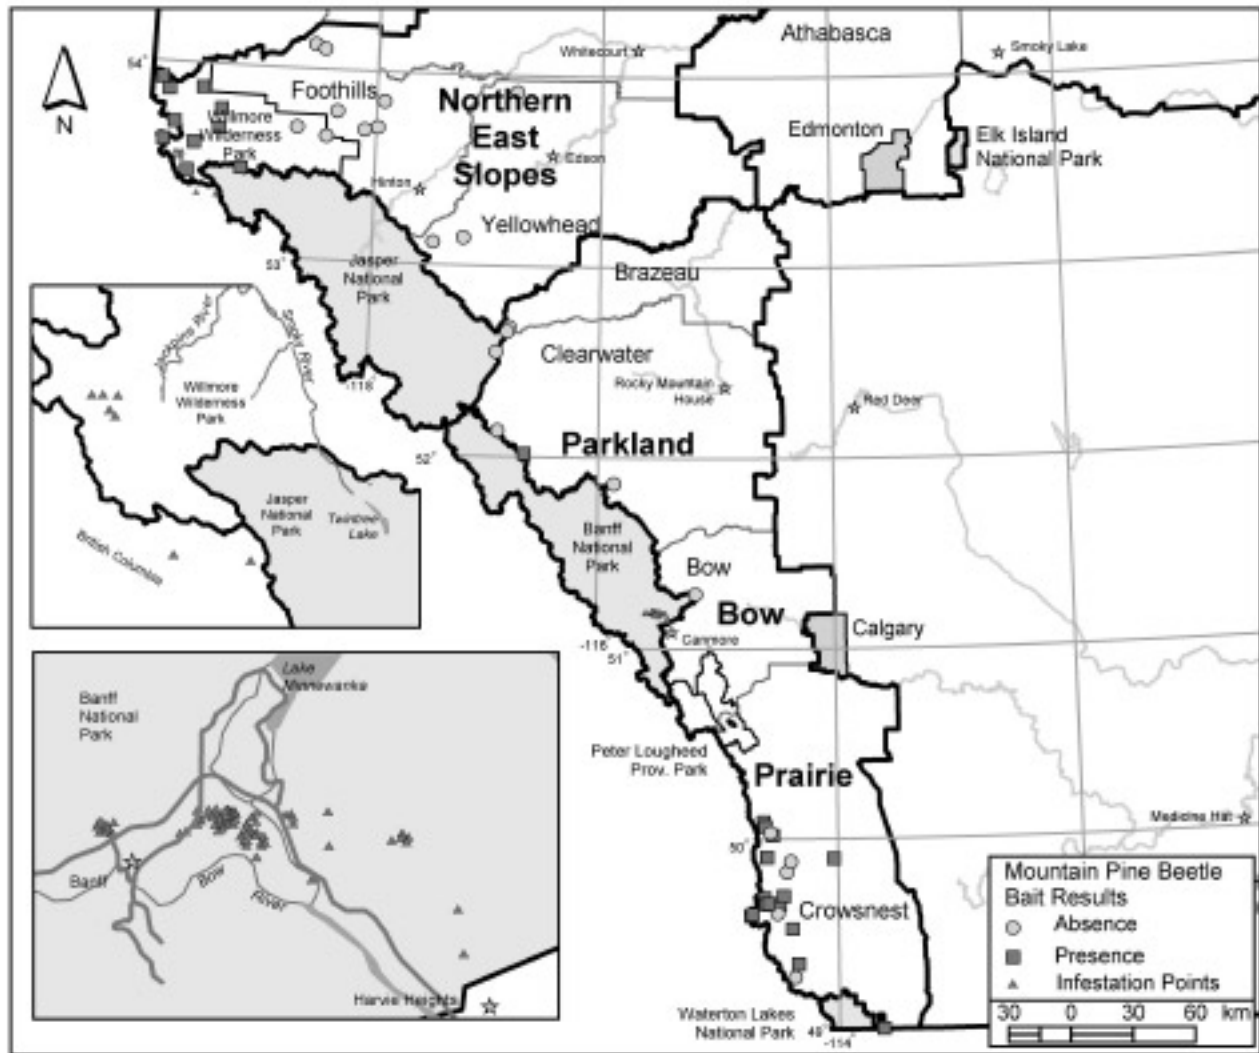 Athabasca
Whitecourt
Smoky Lake
54°
Foothills
Northern
East
Slopes
Willmore
Wilderness
Park
Edmonton
Elk Island
National Park
N
Edson
Hinton
Yellowhead
53°
Jasper
National
Park
Brazeau
Clearwater
-118°
Rocky Mountain
House
Red Deer
Parkland
52°
Banff
National
Park
Bow
Bow
Calgary
Canmore
-116°
51°
Peter Lougheed
Prov. Park
Prairie
Medicine Hat
50°
Crowsnest
Waterton Lakes
National Park
49°
-114°
Jackpine River
Smoky River
Willmore
Wilderness
Park
Jasper
National
Park
Twintree
Lake
British Columbia
Lake
Minnewanka
Banff
National
Park
Banff
Bow
River
Harvie Heights
Mountain Pine Beetle
Bait Results
Absence
Presence
Infestation Points
30 0 30 60 km